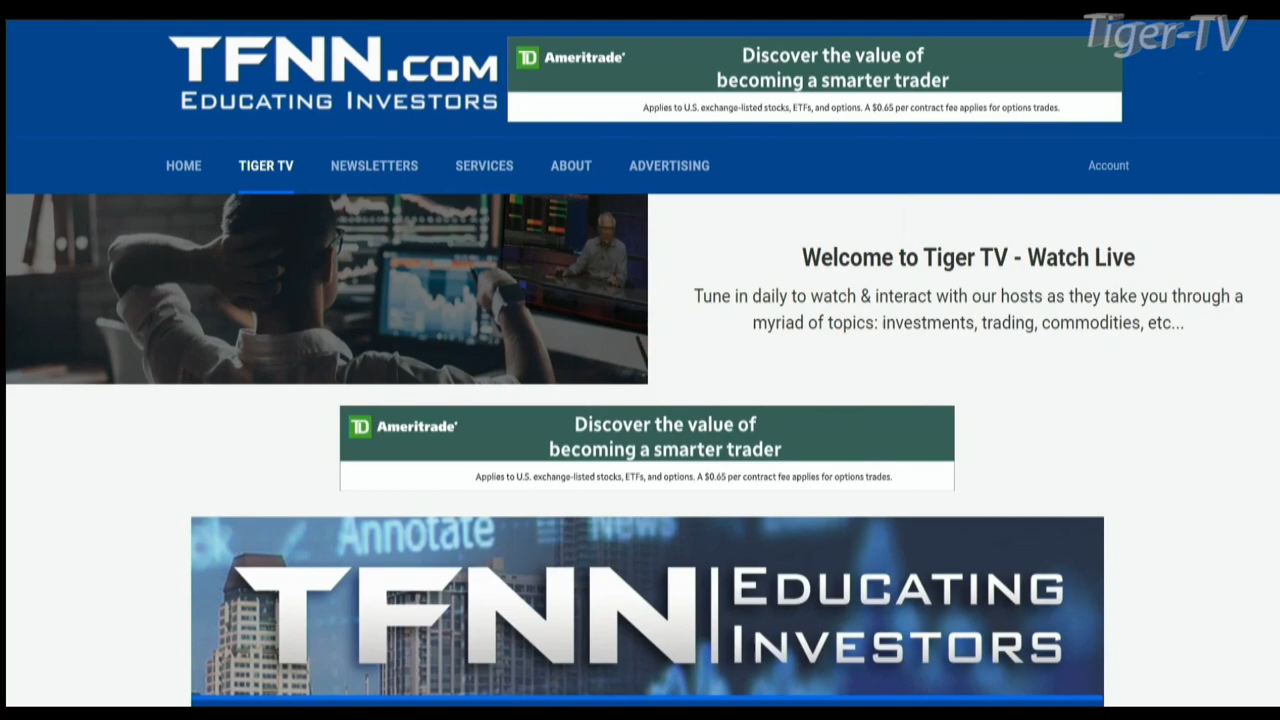 Tiger-TV
TFNN.COM
EDUCATING INVESTORS
TD Ameritrade
Discover the value of
becoming a smarter trader
Applies to U.S. exchange-listed stocks, ETFs, and options. A $0.65 per contract fee applies for options trades.
HOME TIGER TV NEWSLETTERS SERVICES ABOUT ADVERTISING Account
Welcome to Tiger TV - Watch Live
Tune in daily to watch & interact with our hosts as they take you through a
myriad of topics: investments, trading, commodities, etc...
TD Ameritrade
Discover the value of
becoming a smarter trader
Applies to U.S. exchange-listed stocks, ETFs, and options. A $0.65 per contract fee applies for options trades.
Annotate News
TFNN EDUCATING
INVESTORS